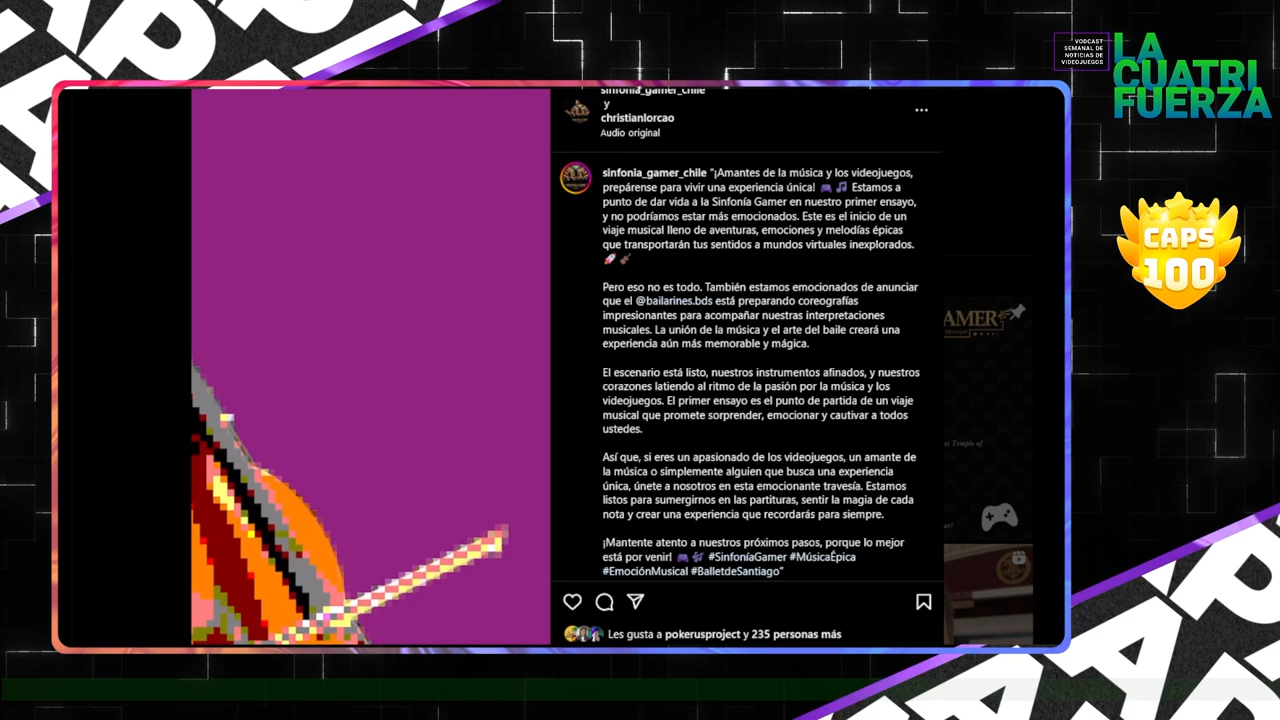 VODCAST
SEMANAL DE
NOTICIAS DE
VIDEOJUEGOS
LA
CUATRI
FUERZA
CAPS
100
sinfonia_gamer_chile
y
christianlorcao
Audio original
sinfonia_gamer_chile "¡Amantes de la música y los videojuegos,
prepárense para vivir una experiencia única! 🎮 🎵 Estamos a
punto de dar vida a la Sinfonía Gamer en nuestro primer ensayo,
y no podríamos estar más emocionados. Este es el inicio de un
viaje musical lleno de aventuras, emociones y melodías épicas
que transportarán tus sentidos a mundos virtuales inexplorados.
🚀 🎻
Pero eso no es todo. También estamos emocionados de anunciar
que el @bailarines.bds está preparando coreografías
impresionantes para acompañar nuestras interpretaciones
musicales. La unión de la música y el arte del baile creará una
experiencia aún más memorable y mágica.
El escenario está listo, nuestros instrumentos afinados, y nuestros
corazones latiendo al ritmo de la pasión por la música y los
videojuegos. El primer ensayo es el punto de partida de un viaje
musical que promete sorprender, emocionar y cautivar a todos
ustedes.
Así que, si eres un apasionado de los videojuegos, un amante de
la música o simplemente alguien que busca una experiencia
única, únete a nosotros en esta emocionante travesía. Estamos
listos para sumergirnos en las partituras, sentir la magia de cada
nota y crear una experiencia que recordarás para siempre.
¡Mantente atento a nuestros próximos pasos, porque lo mejor
está por venir! 🎮 🎶 #SinfoníaGamer #MúsicaÉpica
#EmociónMusical #BalletdeSantiago"
Les gusta a pokerusproject y 235 personas más
AMER
Temple of